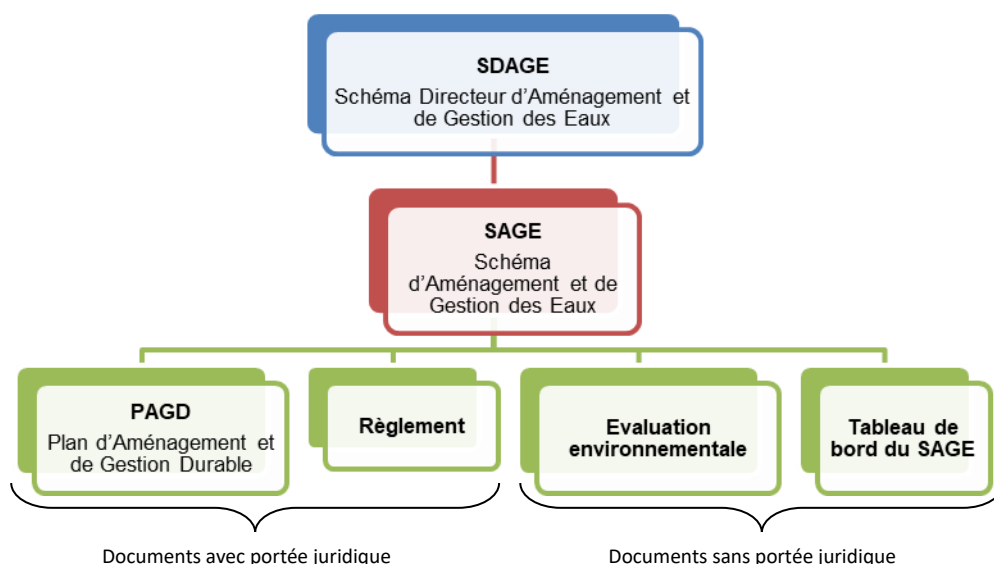 SDAGE
Schéma Directeur d’Aménagement et
de Gestion des Eaux
SAGE
Schéma
d’Aménagement et de
Gestion des Eaux
PAGD
Plan d’Aménagement et
de Gestion Durable
Règlement
Evaluation
environnementale
Tableau de
bord du SAGE
Documents avec portée juridique
Documents sans portée juridique